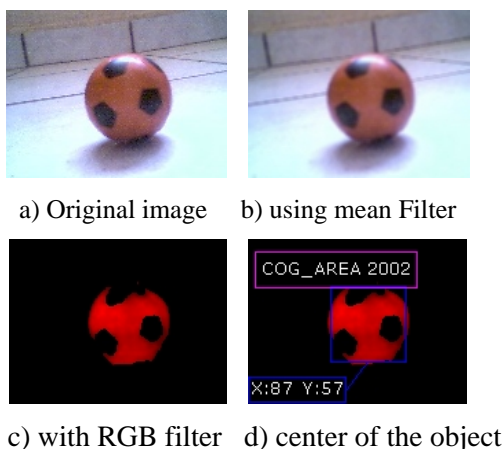 a) Original image
b) using mean Filter
COG_AREA 2002
X:87 Y:57
c) with RGB filter
d) center of the object